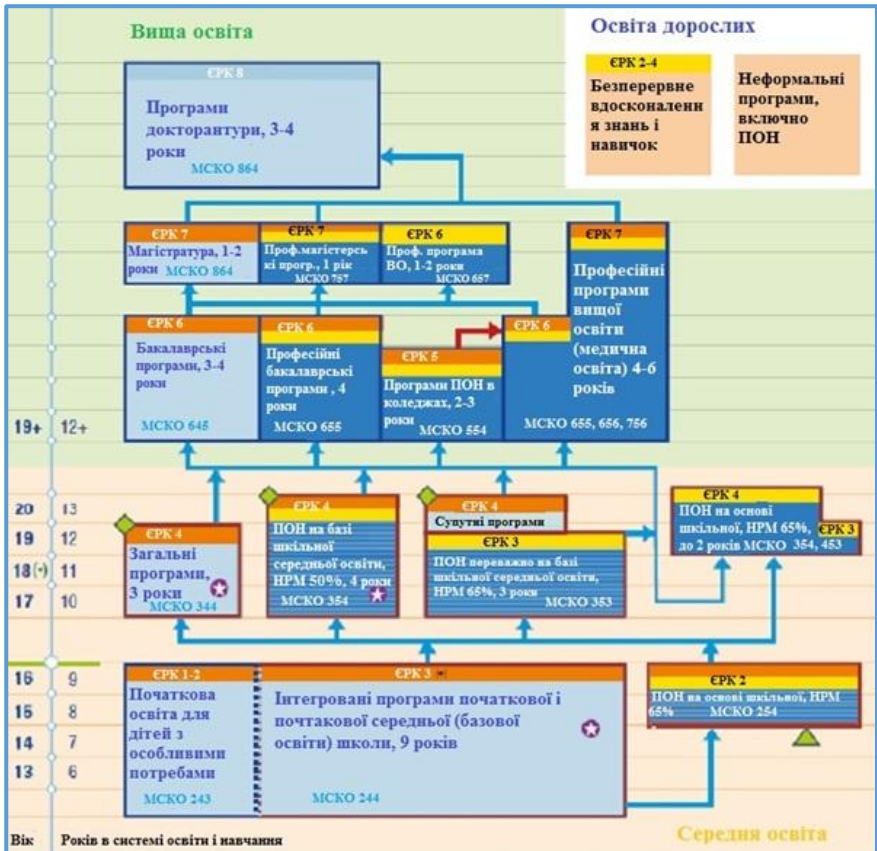 Вища освіта
Освіта дорослих
ЄРК 2-4
Безперервне
вдосконаленн
я знань і
навичок
Неформальні
програми,
включно
ПОН
ЄРК 8
Програми
докторантури, 3-4
роки
МСКО 864
ЄРК 7
Магістратура, 1-2
роки МСКО 864
ЄРК 7
Проф.магістерсь
кі прогр., 1 рік
МСКО 757
ЄРК 6
Проф. програма
ВО, 1-2 роки
МСКО 657
ЄРК 7
Професійні
програми
вищої
освіти
(медична
освіта) 4-6
років
ЄРК 6
МСКО 655, 656, 756
ЄРК 6
Бакалаврські
програми, 3-4
роки
МСКО 645
ЄРК 6
Професійні
бакалаврські
програми , 4
роки
МСКО 655
ЄРК 5
Програми ПОН в
коледжах, 2-3
роки
МСКО 554
19+ 12+
20 13
19 12
18(-) 11
17 10
ЄРК 4
Загальні
програми,
3 роки
МСКО 344
ЄРК 4
ПОН на базі
шкільної
середньої освіти,
НРМ 50%, 4 роки
МСКО 354
ЄРК 4
Супутні програми
ЄРК 3
ПОН переважно на базі
шкільної середньої освіти,
НРМ 65%, 3 роки
МСКО 353
ЄРК 4
ПОН на основі
шкільної, НРМ 65%,
ЄРК 3
до 2 років МСКО 354, 453
16 9
15 8
14 7
13 6
ЄРК 1-2
Початкова
освіта для
дітей з
особливими
потребами
МСКО 243
ЄРК 3
Інтегровані програми початкової і
почтакової середньої (базової
освіти) школи, 9 років
МСКО 244
ЄРК 2
ПОН на основі шкільної, НРМ
65% МСКО 254
Середня освіта
Вік Років в системі освіти і навчання